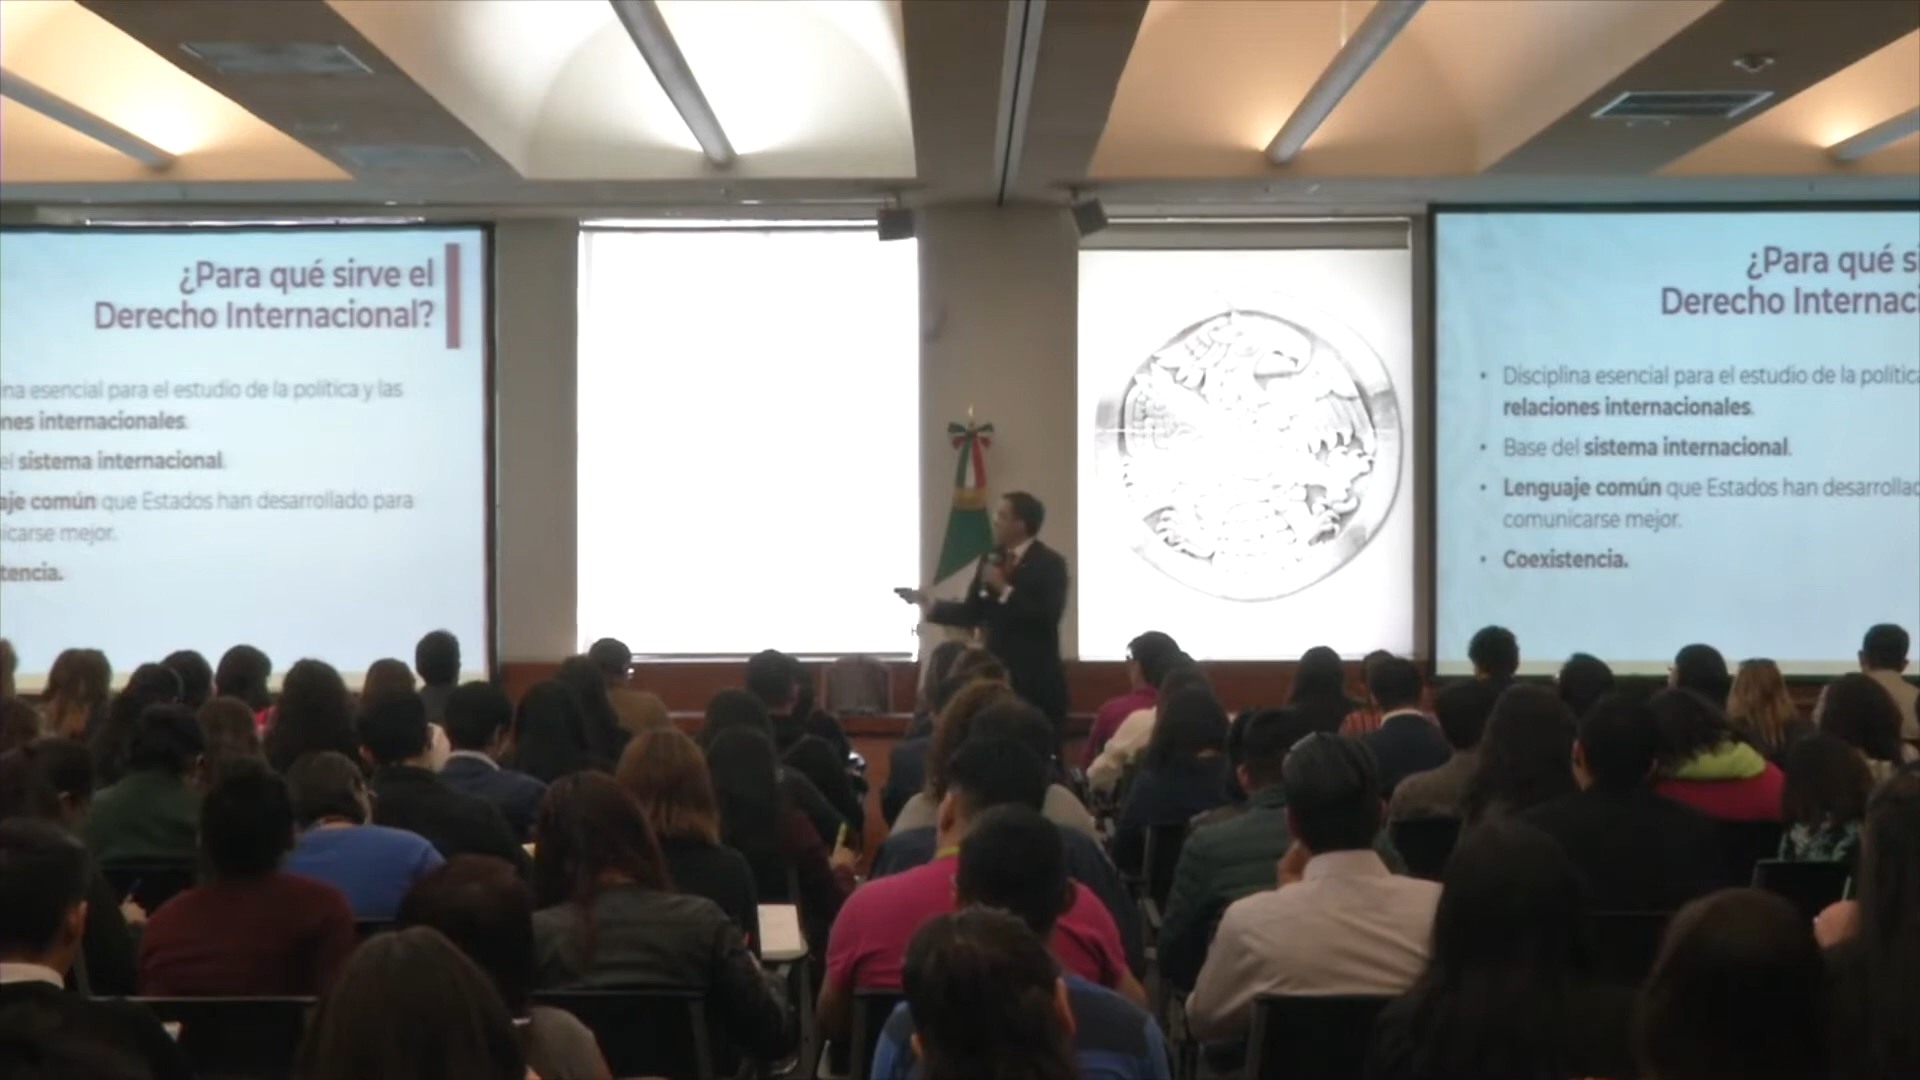 ¿Para qué sirve el
Derecho Internacional?
ina esencial para el estudio de la política y las
nes internacionales.
el sistema internacional.
aje común que Estados han desarrollado para
icarse mejor.
tencia.
¿Para qué si
Derecho Internaci
• Disciplina esencial para el estudio de la política
relaciones internacionales.
• Base del sistema internacional.
• Lenguaje común que Estados han desarrollad
comunicarse mejor.
• Coexistencia.